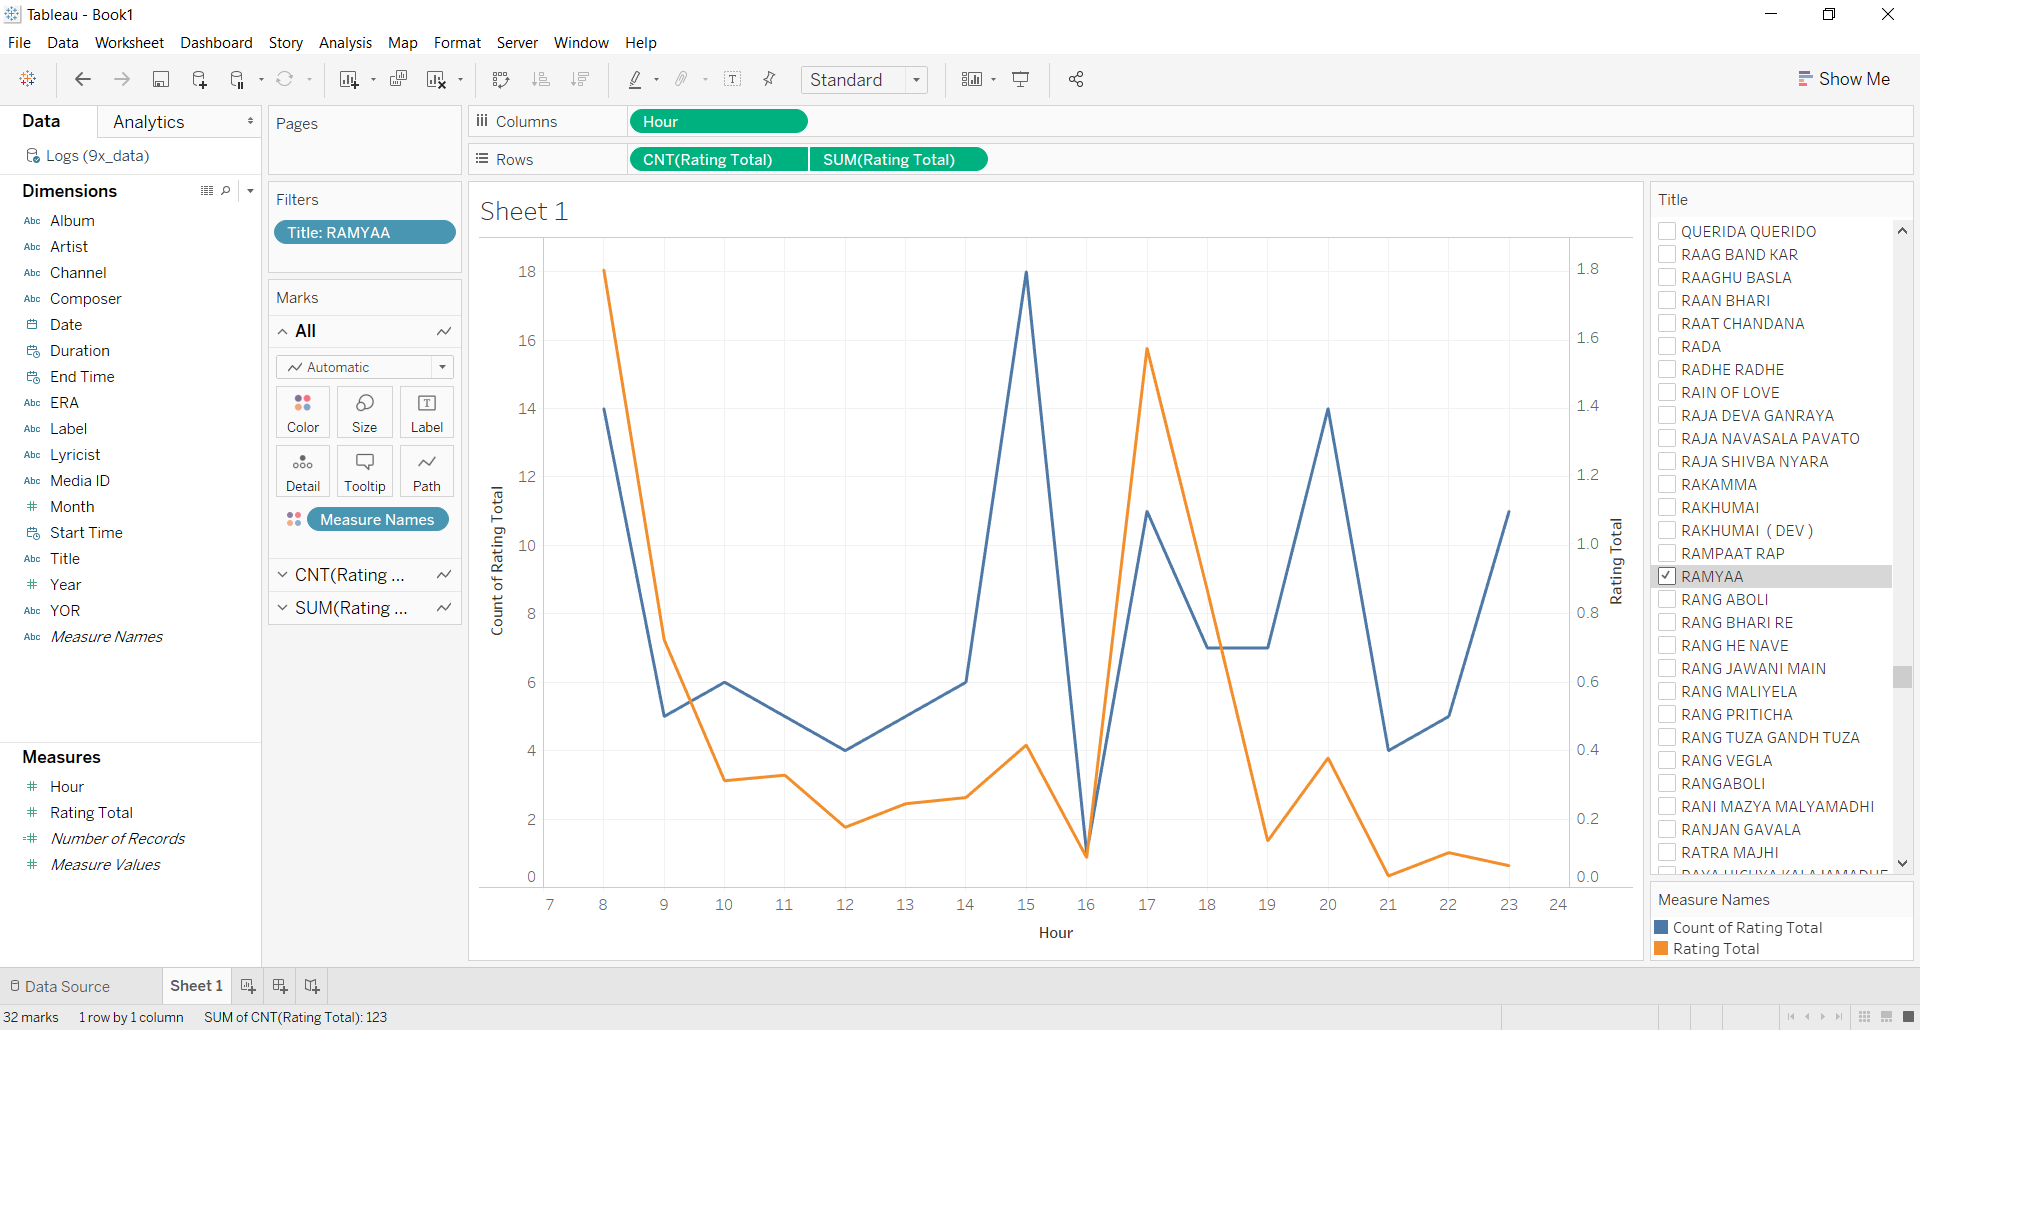 Tableau - Book1
File Data Worksheet Dashboard Story Analysis Map Format Server Window Help
Standard
Show Me
Data Analytics
Logs (9x_data)
Dimensions
Abc Album
Abc Artist
Abc Channel
Abc Composer
Date
Duration
End Time
Abc ERA
Abc Label
Abc Lyricist
Abc Media ID
# Month
Start Time
Abc Title
# Year
Abc YOR
Abc Measure Names
Measures
# Hour
# Rating Total
=# Number of Records
# Measure Values
Pages
Filters
Title: RAMYAA
Marks
All
Automatic
Color Size Label
Detail Tooltip Path
Measure Names
CNT(Rating ...
SUM(Rating ...
Columns Hour
Rows CNT(Rating Total) SUM(Rating Total)
Sheet 1
Count of Rating Total
18
16
14
12
10
8
6
4
2
0
7 8 9 10 11 12 13 14 15 16 17 18 19 20 21 22 23 24
Hour
1.8
1.6
1.4
1.2
1.0
0.8
0.6
0.4
0.2
0.0
Rating Total
Title
QUERIDA QUERIDO
RAAG BAND KAR
RAAGHU BASLA
RAAN BHARI
RAAT CHANDANA
RADA
RADHE RADHE
RAIN OF LOVE
RAJA DEVA GANRAYA
RAJA NAVASALA PAVATO
RAJA SHIVBA NYARA
RAKAMMA
RAKHUMAI
RAKHUMAI ( DEV )
RAMPAAT RAP
RAMYAA
RANG ABOLI
RANG BHARI RE
RANG HE NAVE
RANG JAWANI MAIN
RANG MALIYELA
RANG PRITICHA
RANG TUZA GANDH TUZA
RANG VEGLA
RANGABOLI
RANI MAZYA MALYAMADHI
RANJAN GAVALA
RATRA MAJHI
Measure Names
Count of Rating Total
Rating Total
Data Source Sheet 1
32 marks 1 row by 1 column SUM of CNT(Rating Total): 123